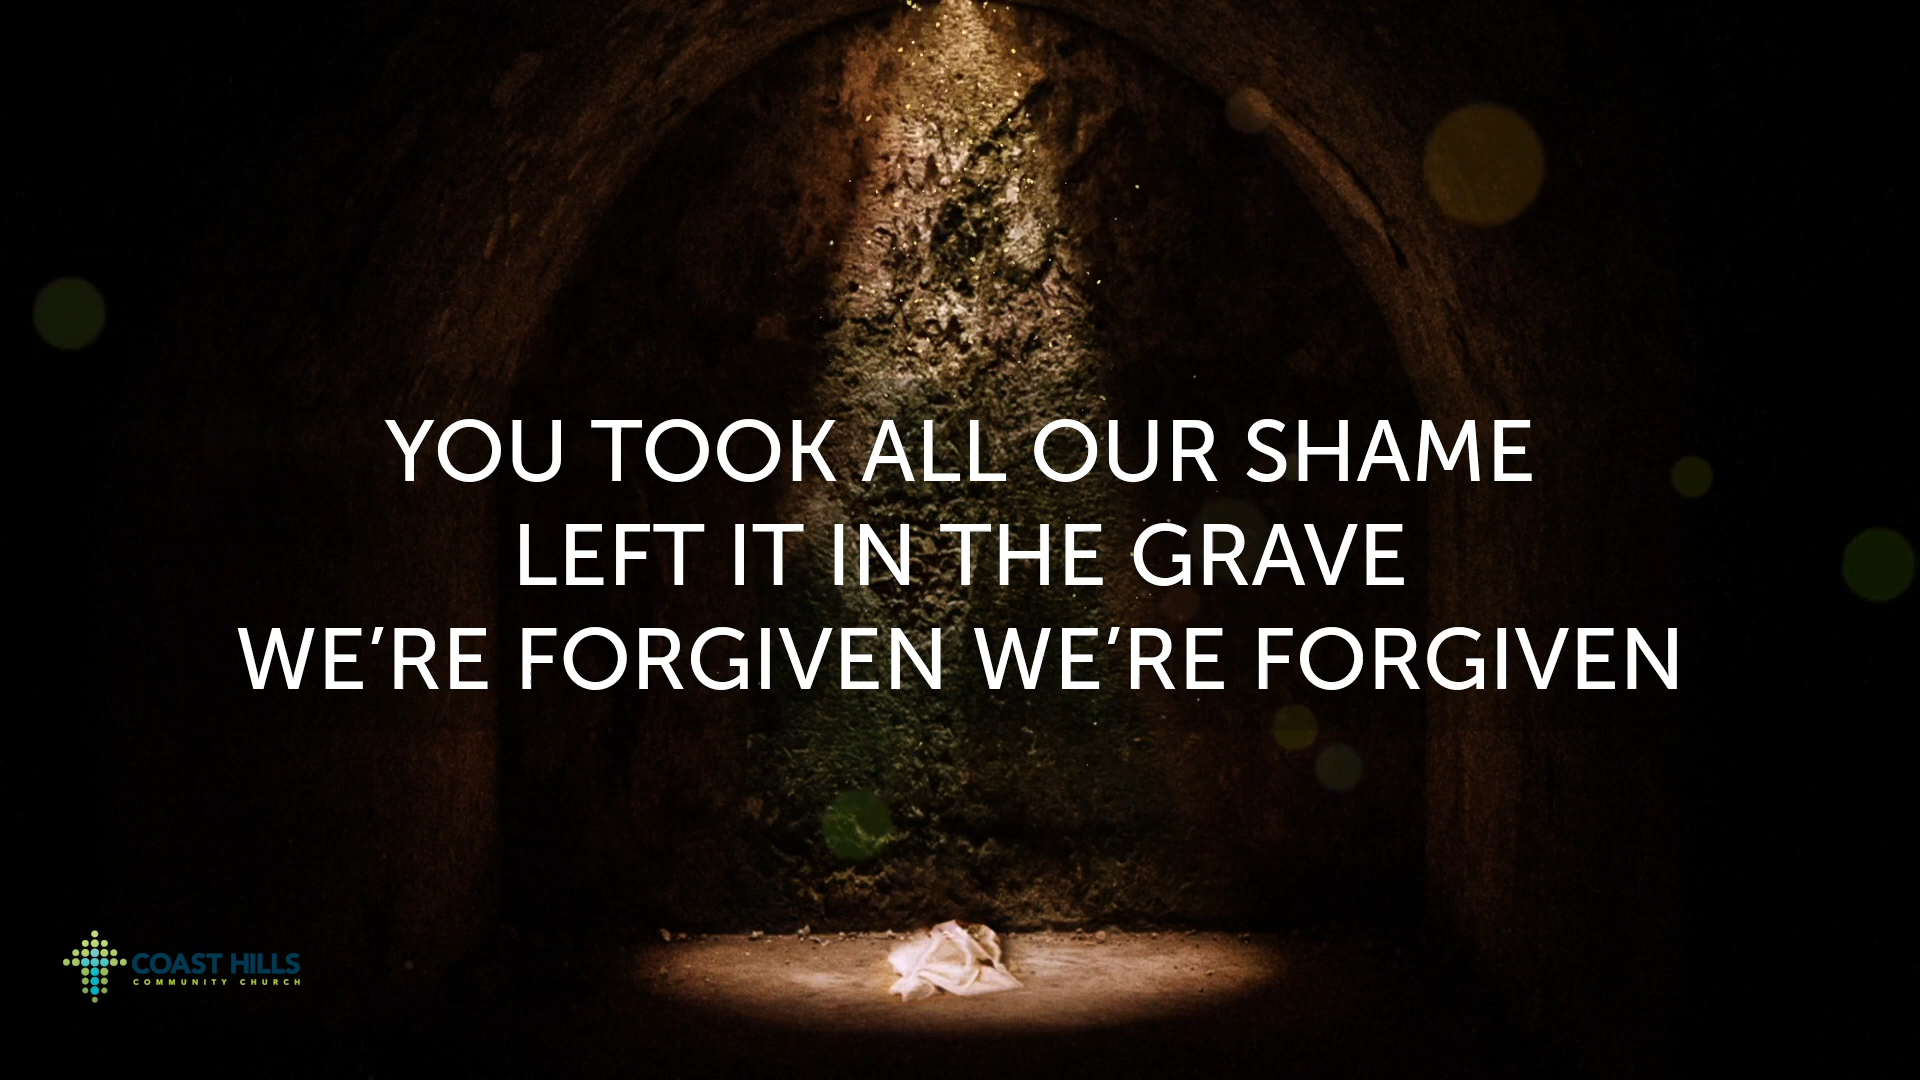 YOU TOOK ALL OUR SHAME
LEFT IT IN THE GRAVE
WE’RE FORGIVEN WE’RE FORGIVEN
COAST HILLS
COMMUNITY CHURCH